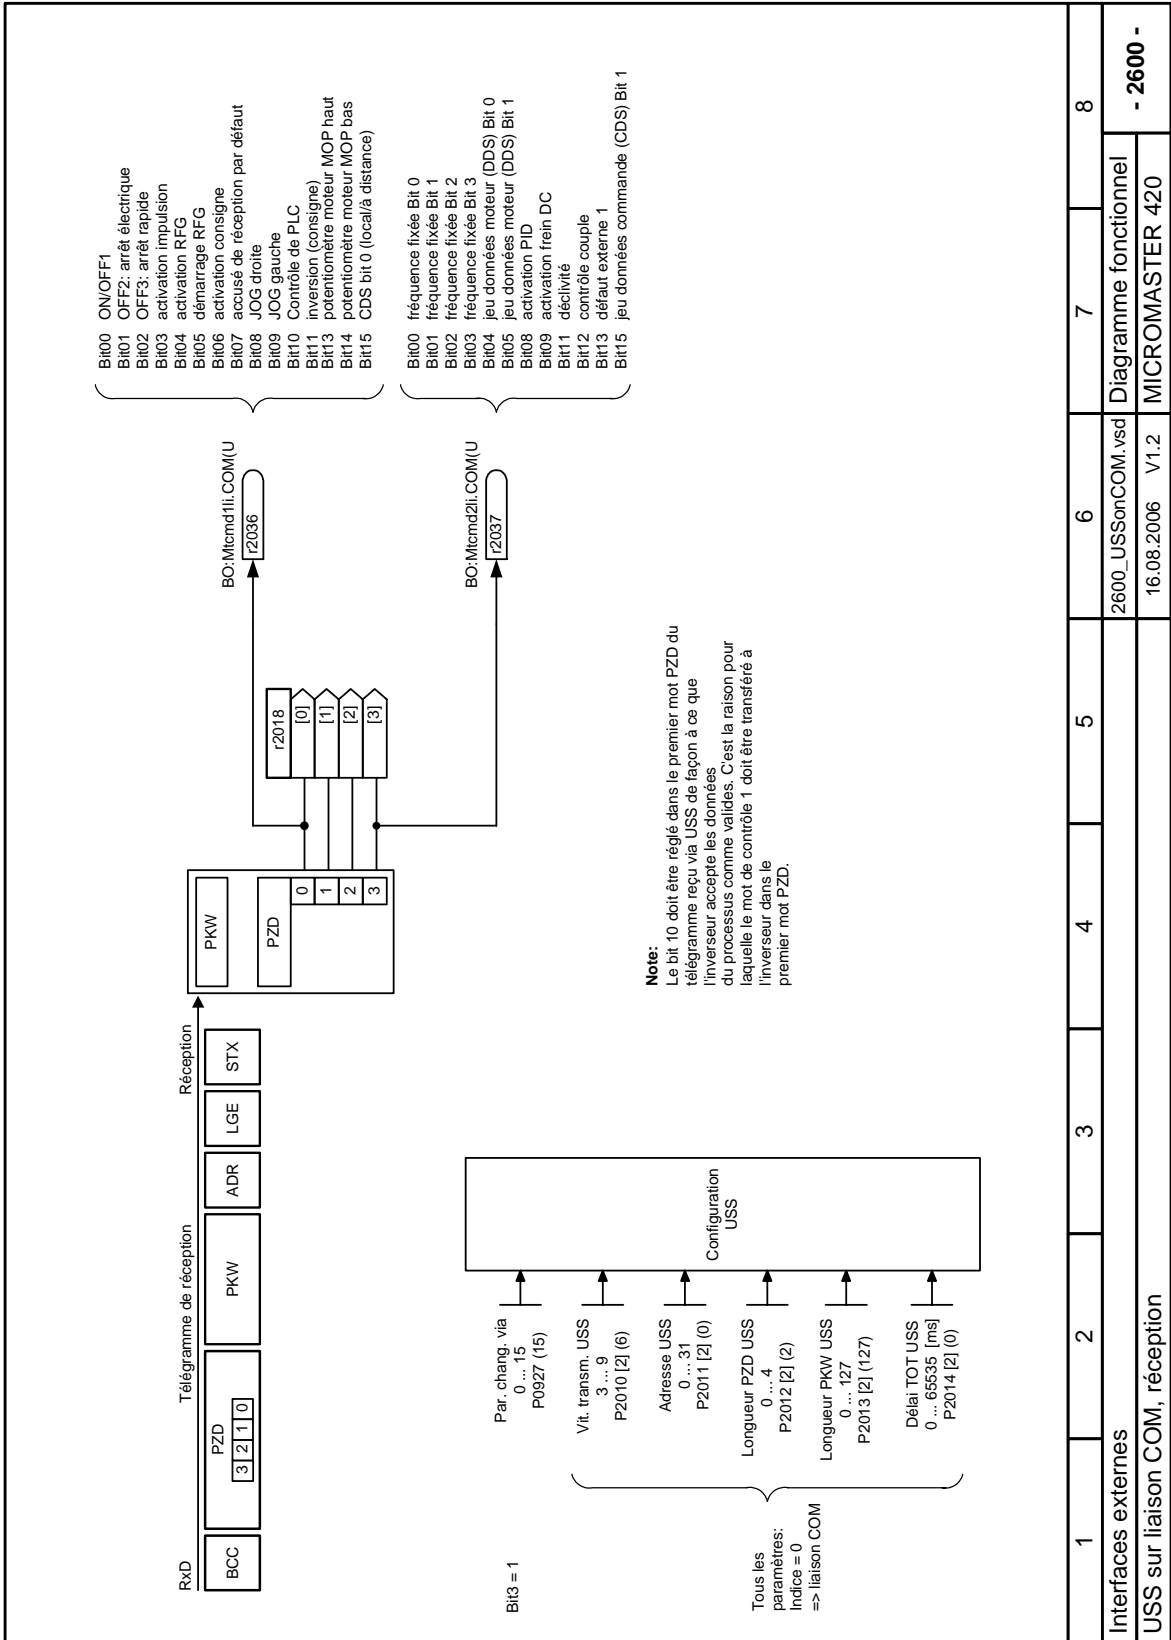 RxD
Télégramme de réception
Réception
BCC
PZD
3 2 1 0
PKW
ADR
LGE
STX
PKW
PZD
0
1
2
3
r2018
[0]
[1]
[2]
[3]
BO:Mtcmd1li.COM(U
r2036
BO:Mtcmd2li.COM(U
r2037
Bit00 ON/OFF1
Bit01 OFF2: arrêt électrique
Bit02 OFF3: arrêt rapide
Bit03 activation impulsion
Bit04 activation RFG
Bit05 démarrage RFG
Bit06 activation consigne
Bit07 accusé de réception par défaut
Bit08 JOG droite
Bit09 JOG gauche
Bit10 Contrôle de PLC
Bit11 inversion (consigne)
Bit13 potentiomètre moteur MOP haut
Bit14 potentiomètre moteur MOP bas
Bit15 CDS bit 0 (local/à distance)
Bit00 fréquence fixée Bit 0
Bit01 fréquence fixée Bit 1
Bit02 fréquence fixée Bit 2
Bit03 fréquence fixée Bit 3
Bit04 jeu données moteur (DDS) Bit 0
Bit05 jeu données moteur (DDS) Bit 1
Bit08 activation PID
Bit09 activation frein DC
Bit11 déclivité
Bit12 contrôle couple
Bit13 défaut externe 1
Bit15 jeu données commande (CDS) Bit 1
Bit3 = 1
Par. chang. via
0 ... 15
P0927 (15)
Vit. transm. USS
3 ... 9
P2010 [2] (6)
Adresse USS
0 ... 31
P2011 [2] (0)
Longueur PZD USS
0 ... 4
P2012 [2] (2)
Longueur PKW USS
0 ... 127
P2013 [2] (127)
Délai TOT USS
0 ... 65535 [ms]
P2014 [2] (0)
Tous les
paramètres:
Indice = 0
=> liaison COM
Configuration
USS
Note:
Le bit 10 doit être réglé dans le premier mot PZD du
télégramme reçu via USS de façon à ce que
l'inverseur accepte les données
du processus comme valides. C'est la raison pour
laquelle le mot de contrôle 1 doit être transféré à
l'inverseur dans le
premier mot PZD.
1 2 3 4 5 6 7 8
Interfaces externes
2600_USSonCOM.vsd
Diagramme fonctionnel
- 2600 -
USS sur liaison COM, réception
16.08.2006 V1.2
MICROMASTER 420